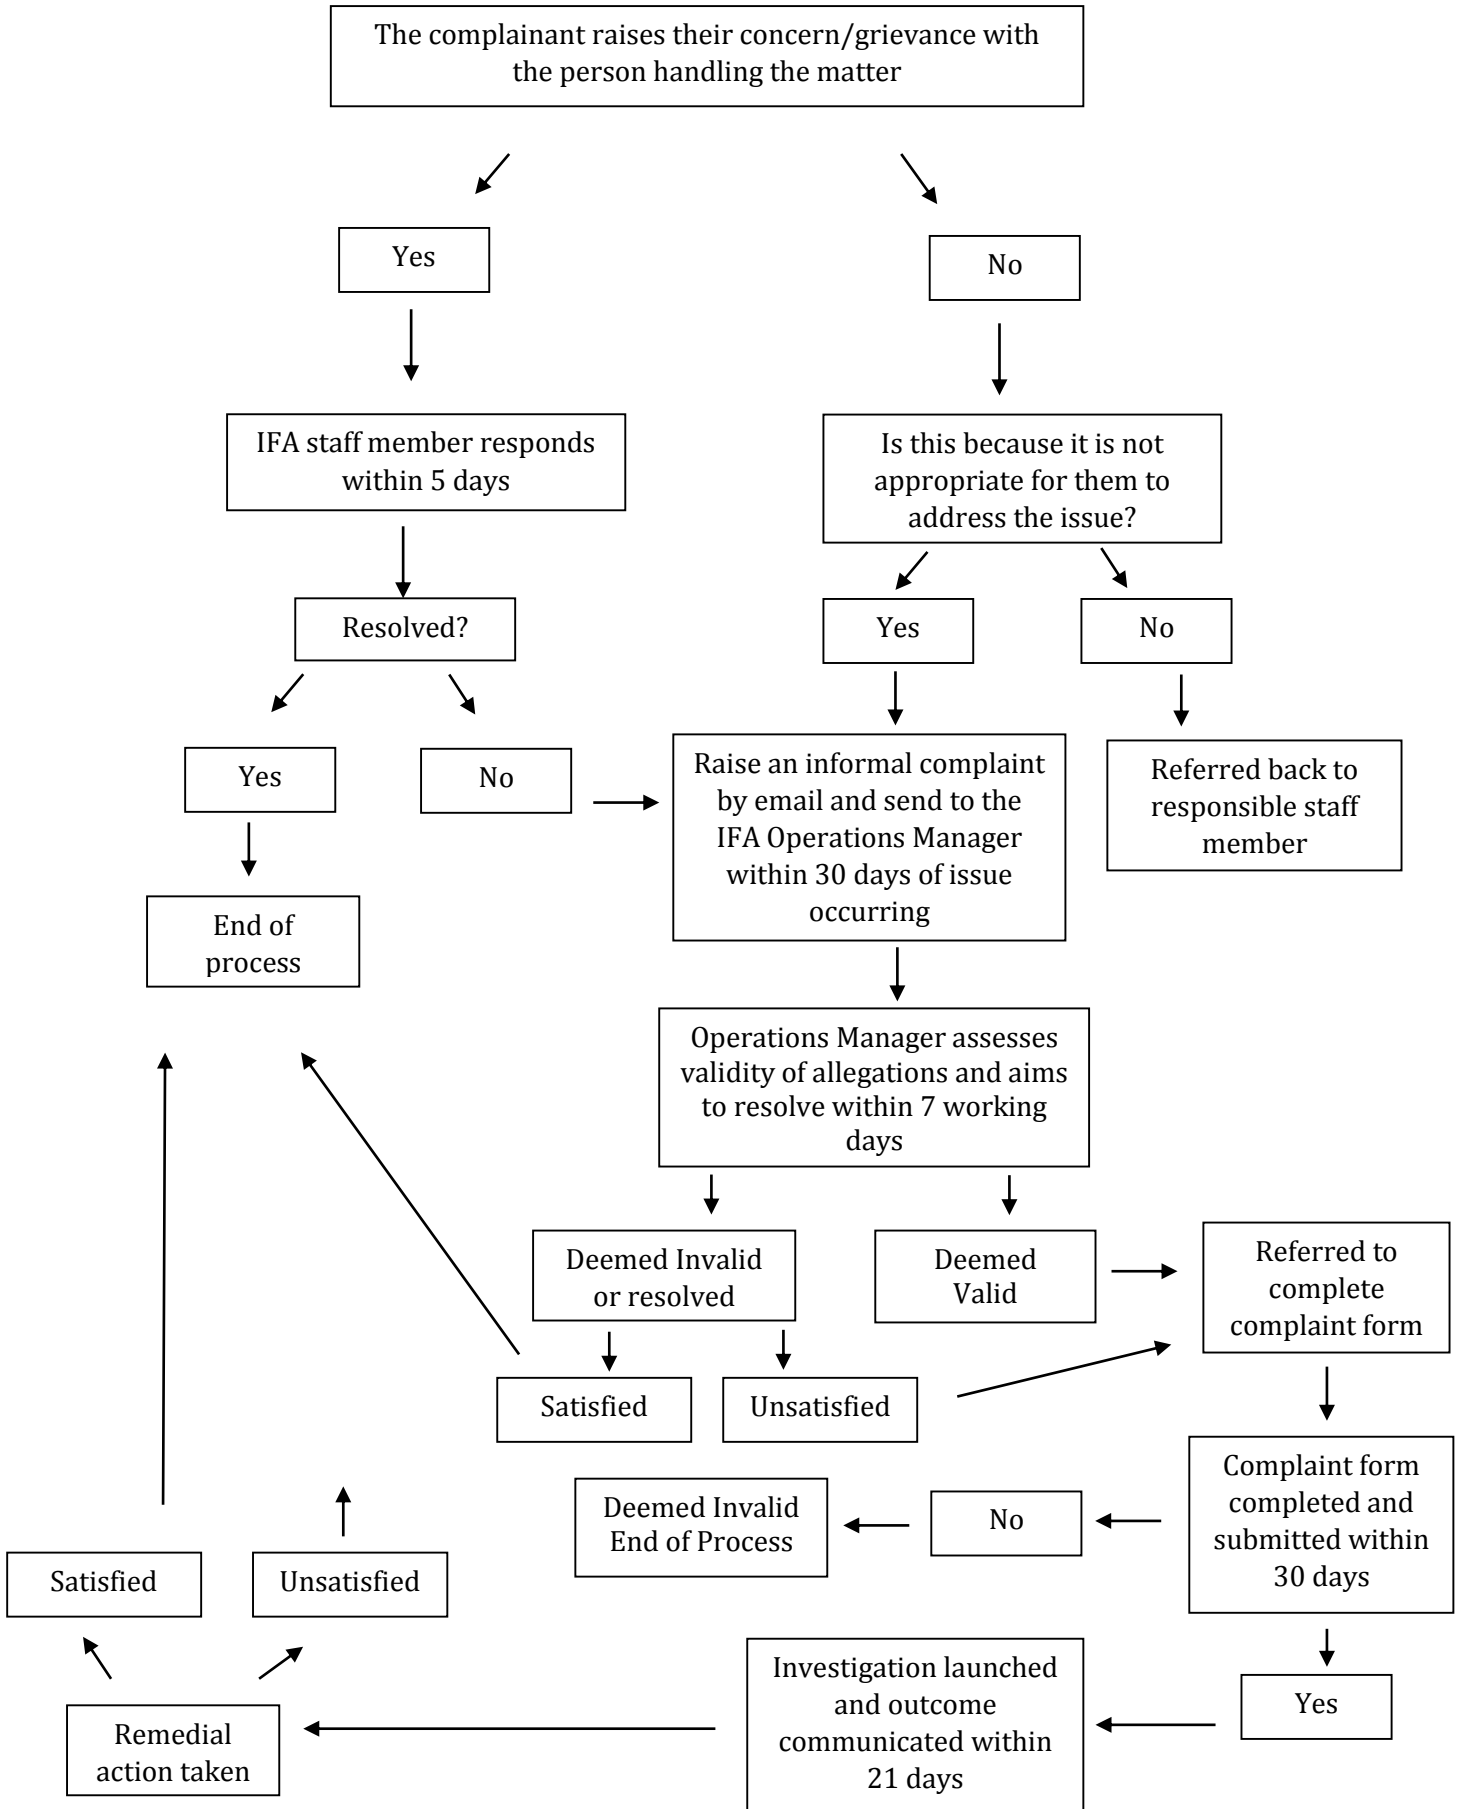 The complainant raises their concern/grievance with
the person handling the matter
Yes
No
IFA staff member responds
within 5 days
Is this because it is not
appropriate for them to
address the issue?
Resolved?
Yes
No
Yes
No
Raise an informal complaint
by email and send to the
IFA Operations Manager
within 30 days of issue
occurring
Referred back to
responsible staff
member
End of
process
Operations Manager assesses
validity of allegations and aims
to resolve within 7 working
days
Deemed Invalid
or resolved
Deemed
Valid
Referred to
complete
complaint form
Satisfied
Unsatisfied
Complaint form
completed and
submitted within
30 days
No
Deemed Invalid
End of Process
Satisfied
Unsatisfied
Yes
Investigation launched
and outcome
communicated within
21 days
Remedial
action taken